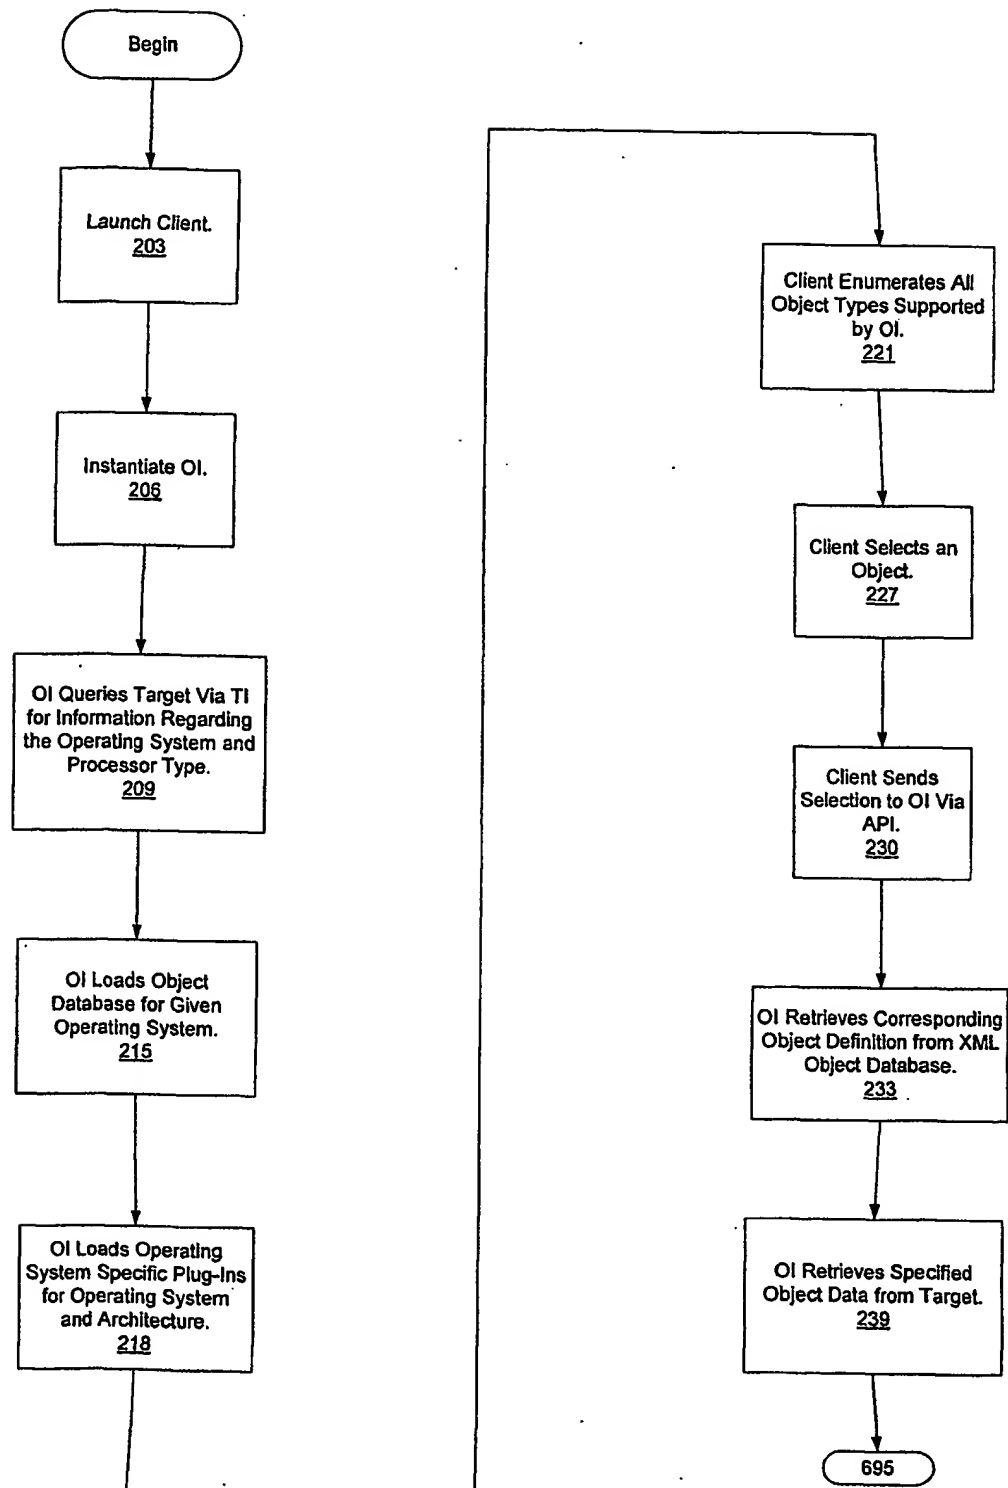 Begin
Launch Client.
203
Instantiate OI.
206
OI Queries Target Via TI
for Information Regarding
the Operating System and
Processor Type.
209
OI Loads Object
Database for Given
Operating System.
215
OI Loads Operating
System Specific Plug-Ins
for Operating System
and Architecture.
218
Client Enumerates All
Object Types Supported
by OI.
221
Client Selects an
Object.
227
Client Sends
Selection to OI Via
API.
230
OI Retrieves Corresponding
Object Definition from XML
Object Database.
233
OI Retrieves Specified
Object Data from Target.
239
695